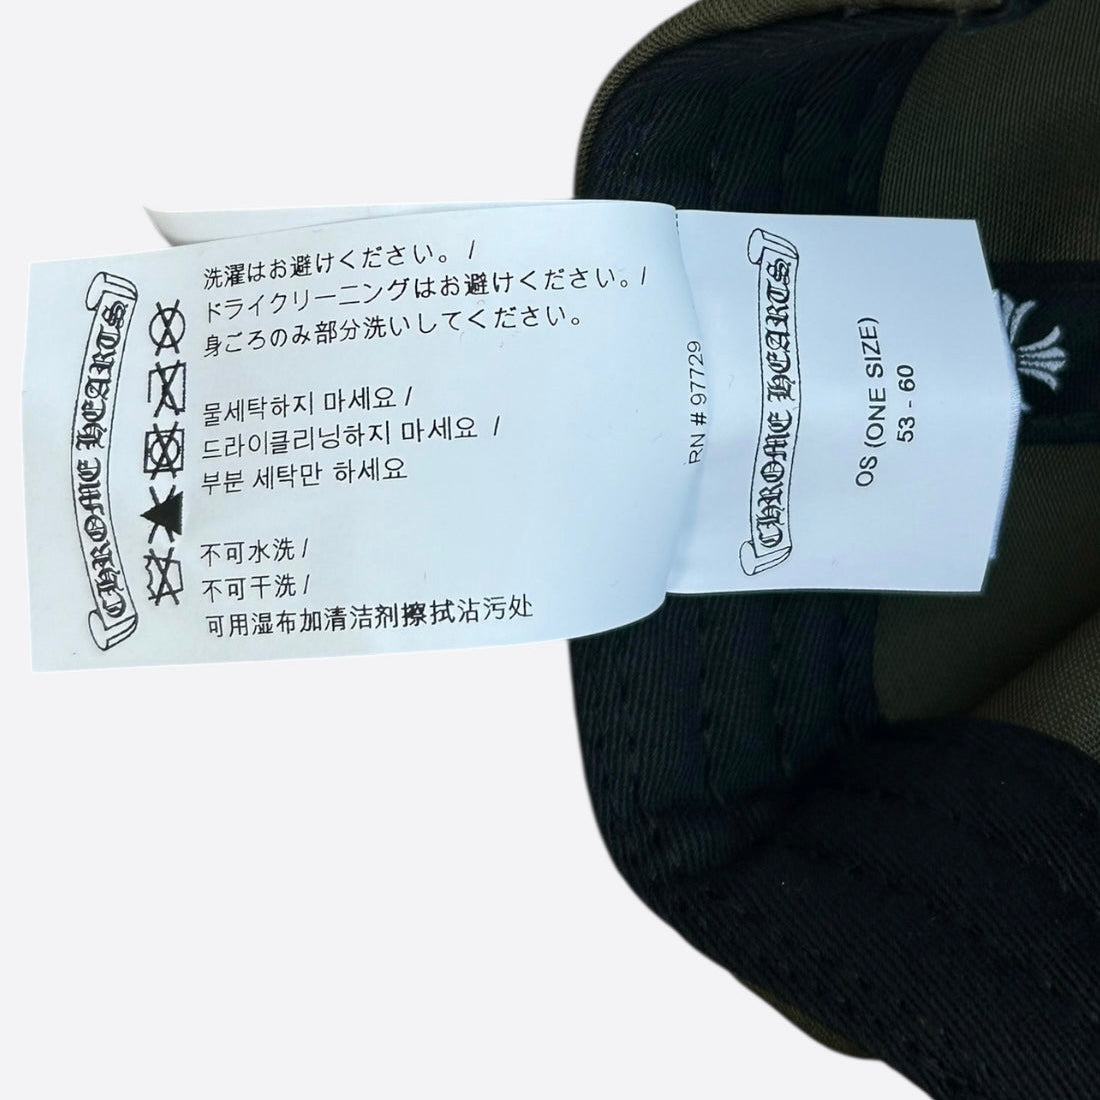 CHROME HEARTS
洗濯はお避けください。/
ドライクリーニングはお避けください。/
身ごろのみ部分洗いしてください。
물세탁하지 마세요 /
드라이클리닝하지 마세요 /
부분 세탁만 하세요
不可水洗 /
不可干洗 /
可用湿布加清洁剂擦拭沾污处
RN # 97729
CHROME HEARTS
OS (ONE SIZE)
53 - 60